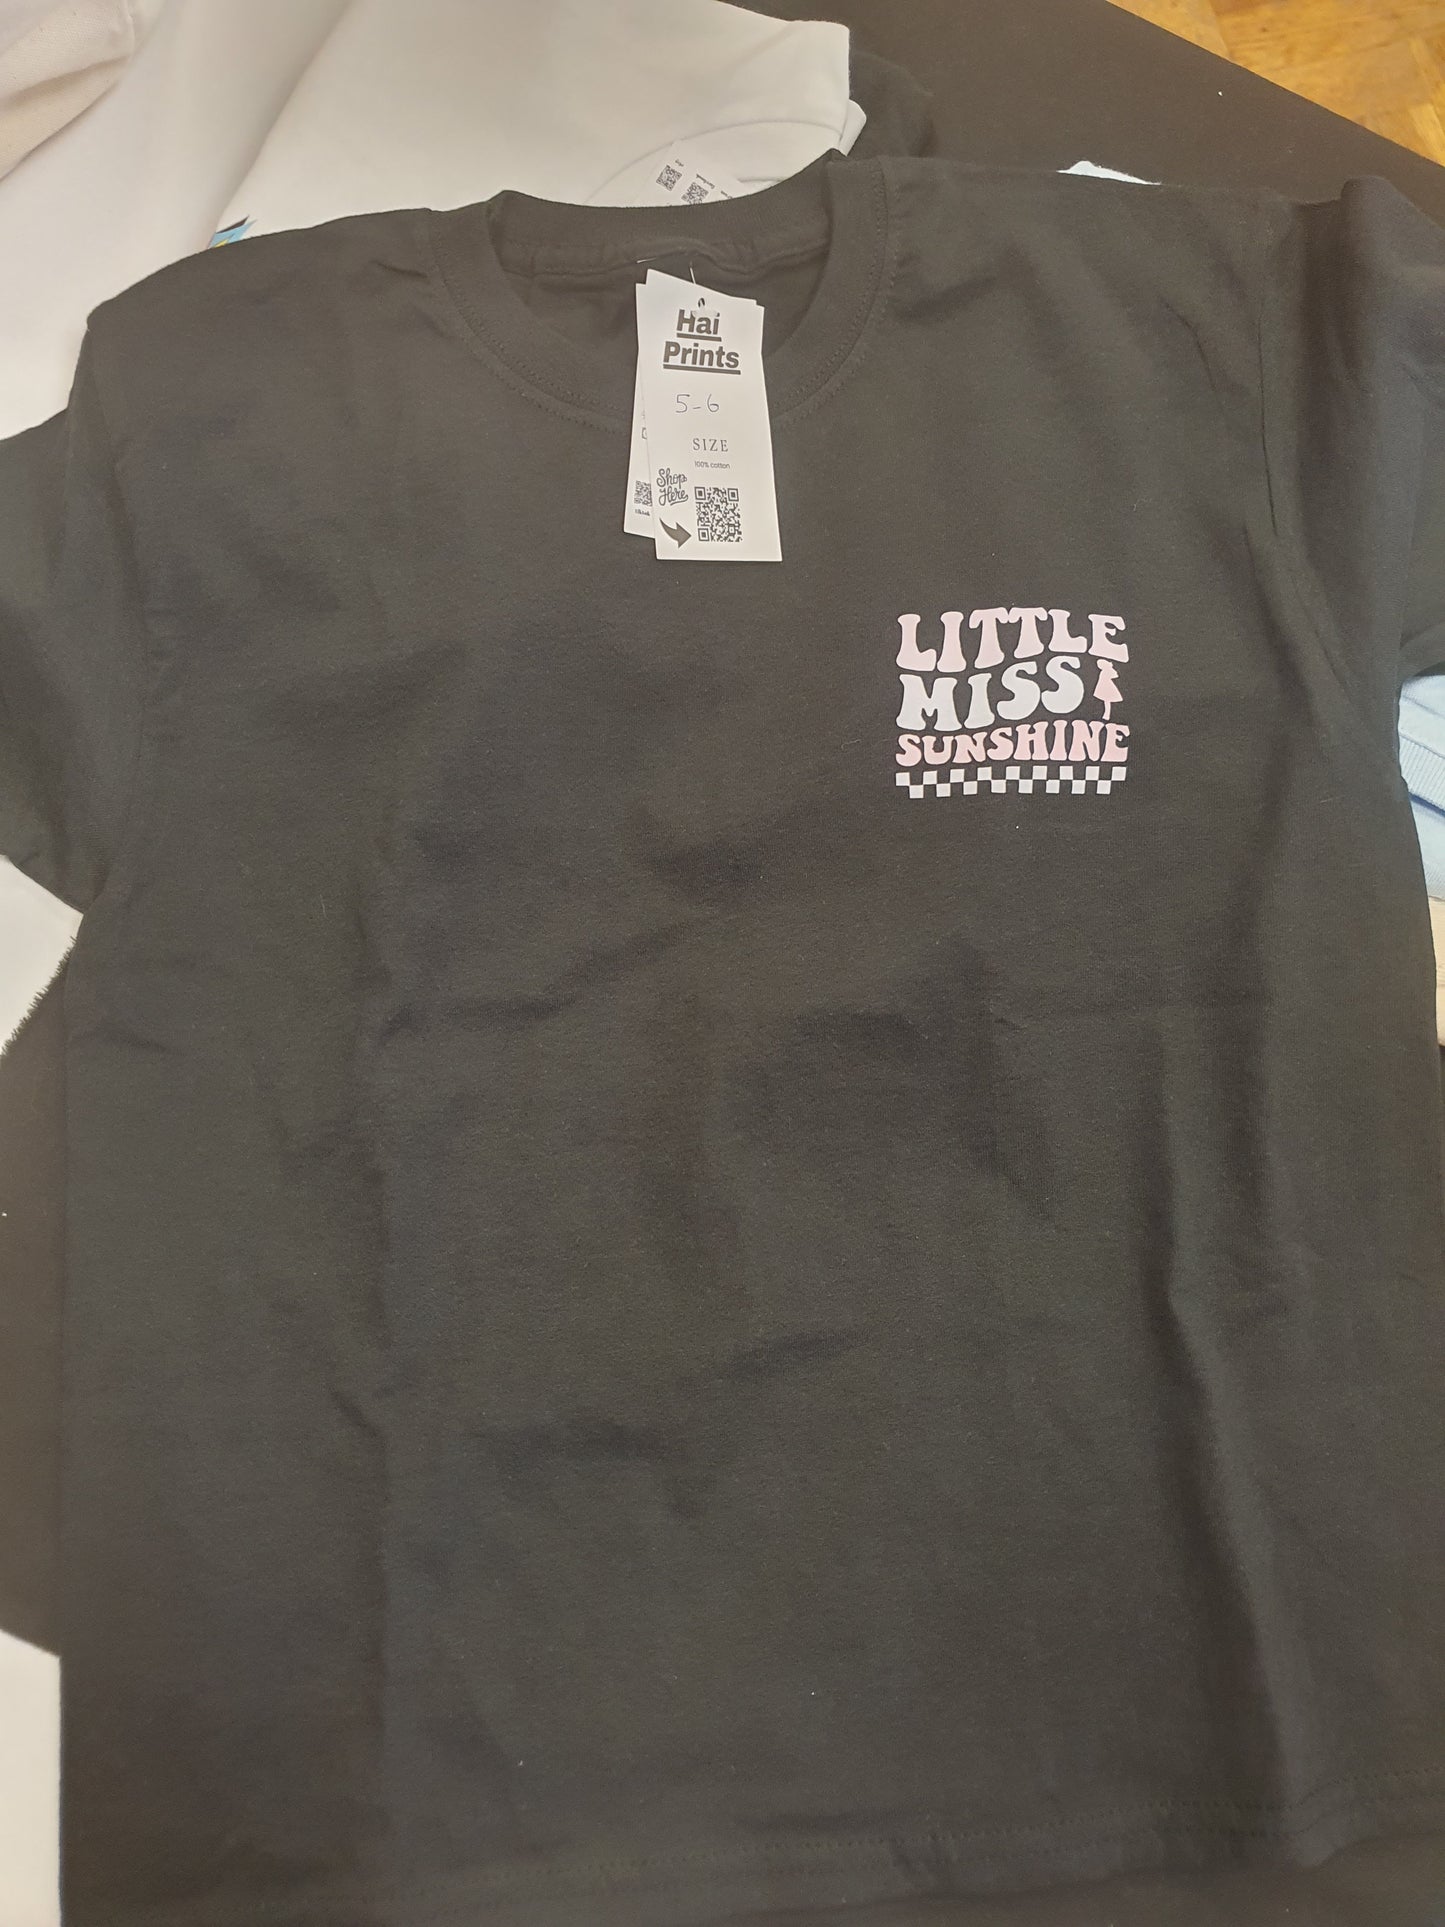 Hai
Prints
5-6
SIZE
100% cotton
Shop
Here
LITTLE
MISS
SUNSHINE